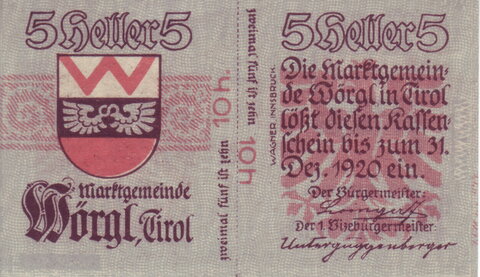 5 Heller 5
W
Marktgemeinde
Wörgl, Tirol
zweimal fünf ist zehn
10 h.
zweimal fünf ist zehn
10 h
WAGNER INNSBRUCK
5 Heller 5
Die Marktgemein-
de Wörgl in Tirol
lößt diesen Kassen-
schein bis zum 31.
Dez. 1920 ein.
Der Bürgermeister:
Der 1. Vizebürgermeister:
Unterguggenberger